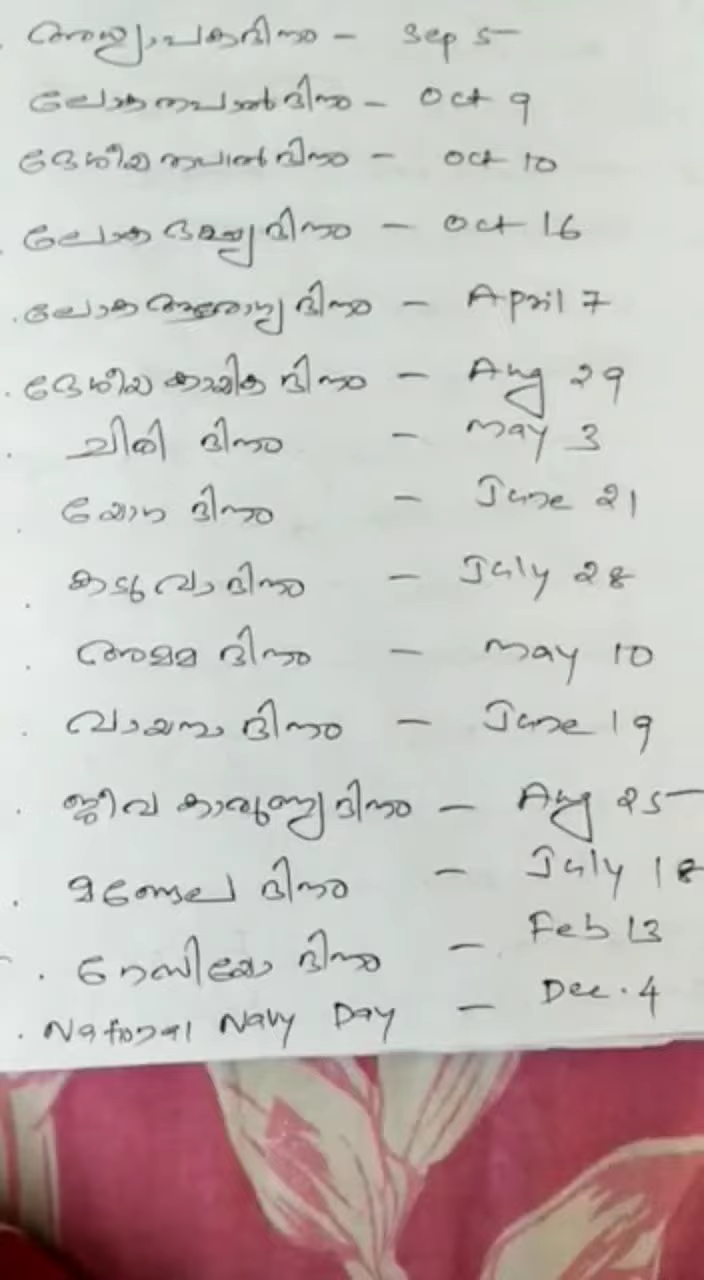 അദ്ധ്യാപകദിനം - Sep 5
ലോകതപാൽദിനം - Oct 9
ദേശീയതപാൽദിനം - Oct 10
ലോകഭക്ഷ്യദിനം - Oct 16
ലോകആരോഗ്യദിനം - April 7
ദേശീയകായികദിനം - Aug 29
ചിരി ദിനം - May 3
യോഗ ദിനം - June 21
കടുവാദിനം - July 28
അമ്മ ദിനം - May 10
വായനാദിനം - June 19
ജീവകാരുണ്യദിനം - Aug 25
മണ്ടേല ദിനം - July 18
റേഡിയോ ദിനം - Feb 13
National Navy Day - Dec. 4